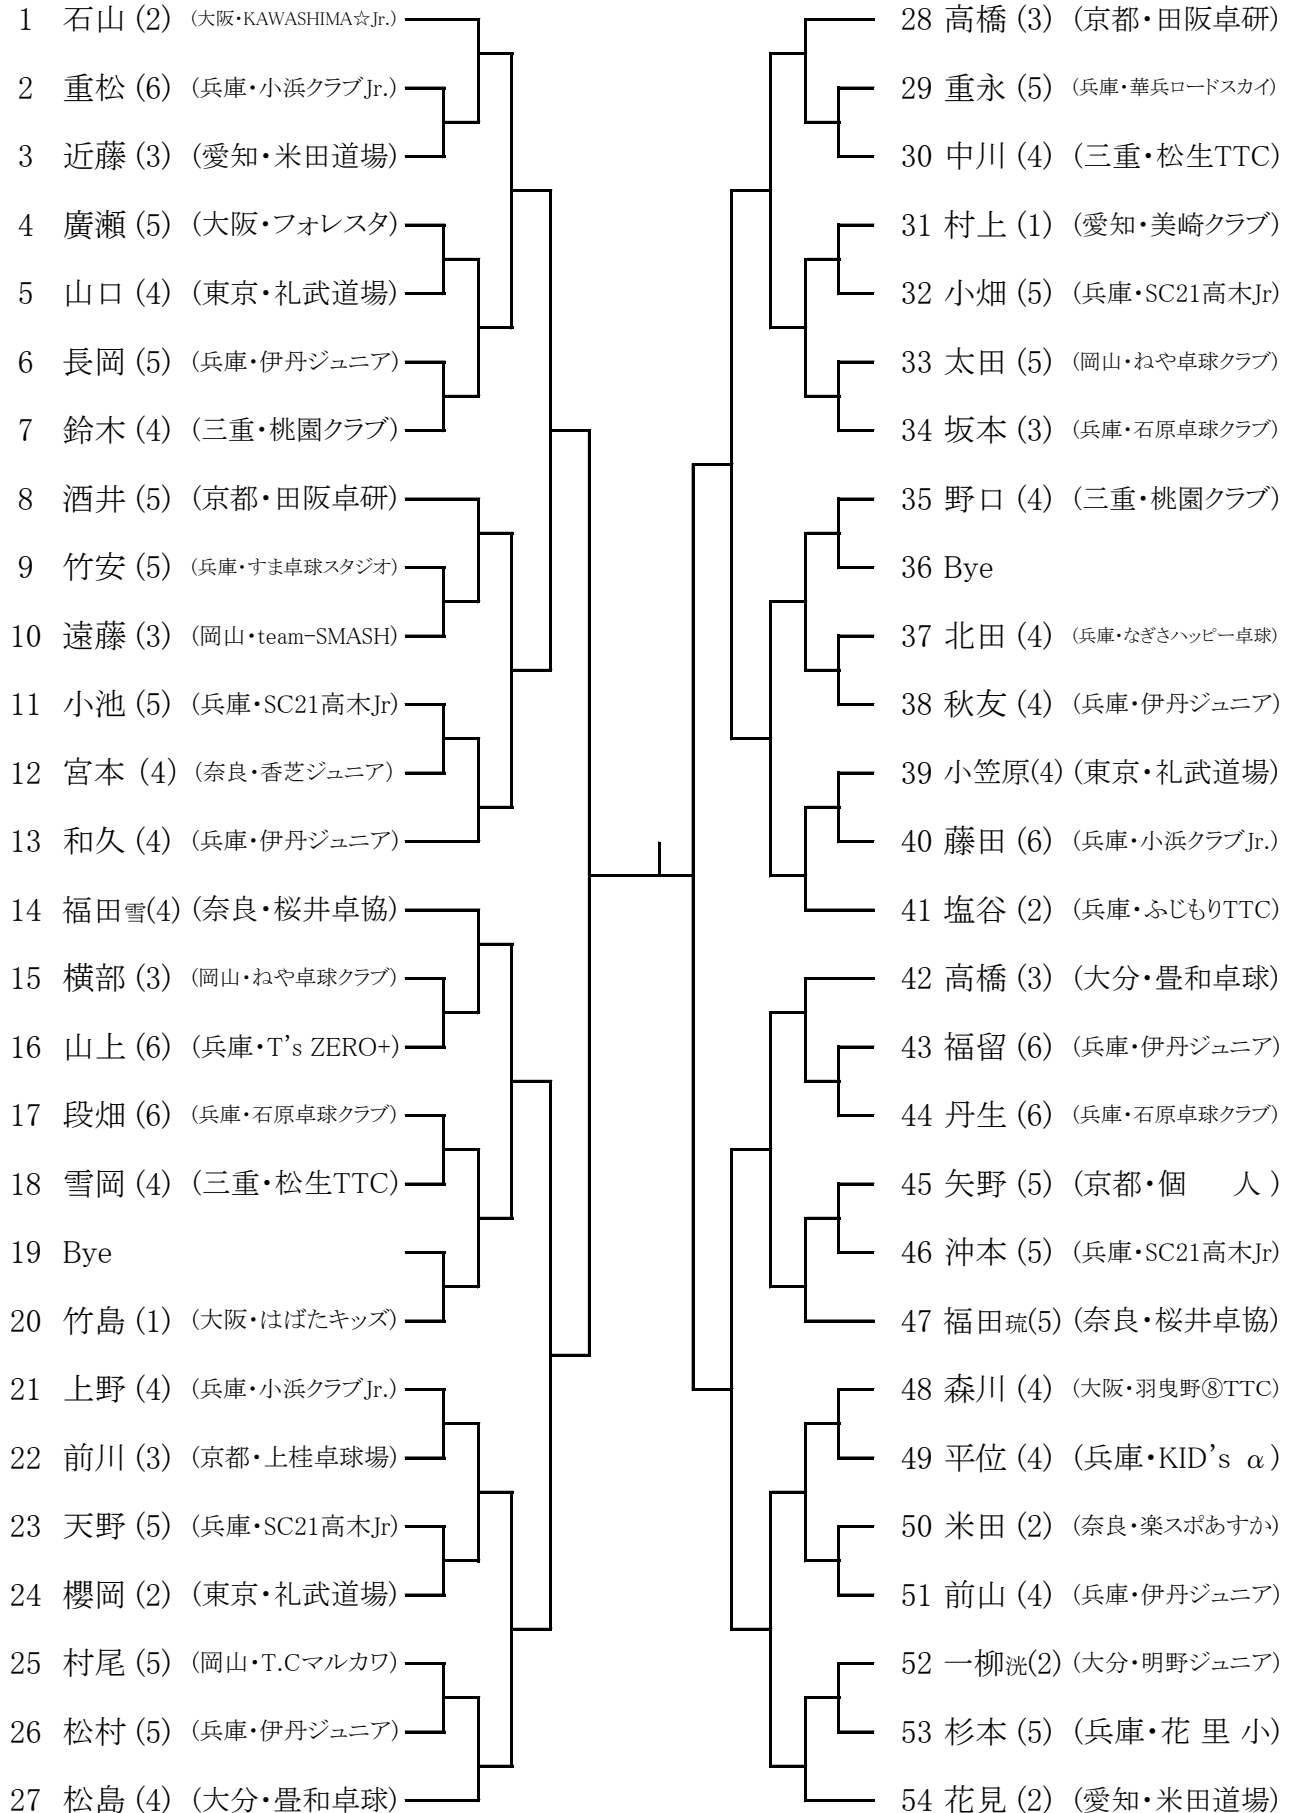 1 石山 (2) (大阪・KAWASHIMA☆Jr.)
2 重松 (6) (兵庫・小浜クラブJr.)
3 近藤 (3) (愛知・米田道場)
4 廣瀬 (5) (大阪・フォレスタ)
5 山口 (4) (東京・礼武道場)
6 長岡 (5) (兵庫・伊丹ジュニア)
7 鈴木 (4) (三重・桃園クラブ)
8 酒井 (5) (京都・田阪卓研)
9 竹安 (5) (兵庫・すま卓球スタジオ)
10 遠藤 (3) (岡山・team-SMASH)
11 小池 (5) (兵庫・SC21高木Jr)
12 宮本 (4) (奈良・香芝ジュニア)
13 和久 (4) (兵庫・伊丹ジュニア)
14 福田雪(4) (奈良・桜井卓協)
15 横部 (3) (岡山・ねや卓球クラブ)
16 山上 (6) (兵庫・T's ZERO+)
17 段畑 (6) (兵庫・石原卓球クラブ)
18 雪岡 (4) (三重・松生TTC)
19 Bye
20 竹島 (1) (大阪・はばたキッズ)
21 上野 (4) (兵庫・小浜クラブJr.)
22 前川 (3) (京都・上桂卓球場)
23 天野 (5) (兵庫・SC21高木Jr)
24 櫻岡 (2) (東京・礼武道場)
25 村尾 (5) (岡山・T.Cマルカワ)
26 松村 (5) (兵庫・伊丹ジュニア)
27 松島 (4) (大分・畳和卓球)
28 高橋 (3) (京都・田阪卓研)
29 重永 (5) (兵庫・華兵ロードスカイ)
30 中川 (4) (三重・松生TTC)
31 村上 (1) (愛知・美崎クラブ)
32 小畑 (5) (兵庫・SC21高木Jr)
33 太田 (5) (岡山・ねや卓球クラブ)
34 坂本 (3) (兵庫・石原卓球クラブ)
35 野口 (4) (三重・桃園クラブ)
36 Bye
37 北田 (4) (兵庫・なぎさハッピー卓球)
38 秋友 (4) (兵庫・伊丹ジュニア)
39 小笠原(4) (東京・礼武道場)
40 藤田 (6) (兵庫・小浜クラブJr.)
41 塩谷 (2) (兵庫・ふじもりTTC)
42 高橋 (3) (大分・畳和卓球)
43 福留 (6) (兵庫・伊丹ジュニア)
44 丹生 (6) (兵庫・石原卓球クラブ)
45 矢野 (5) (京都・個 人)
46 沖本 (5) (兵庫・SC21高木Jr)
47 福田琉(5) (奈良・桜井卓協)
48 森川 (4) (大阪・羽曳野⑧TTC)
49 平位 (4) (兵庫・KID's α)
50 米田 (2) (奈良・楽スポあすか)
51 前山 (4) (兵庫・伊丹ジュニア)
52 一柳洸(2) (大分・明野ジュニア)
53 杉本 (5) (兵庫・花 里 小)
54 花見 (2) (愛知・米田道場)